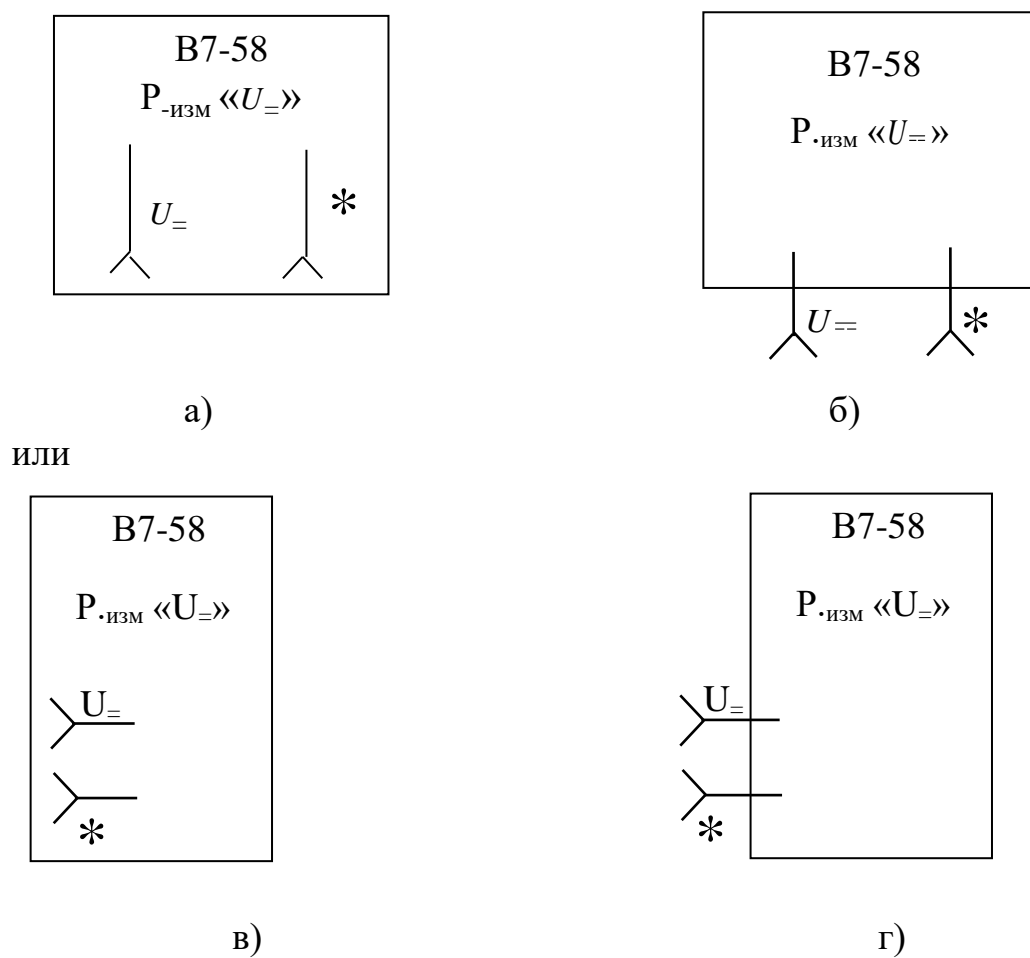 В7-58
Р-изм «U=»
U=
*
а)
В7-58
Р.изм «U=»
U=
*
б)
или
В7-58
Р.изм «U=»
U=
*
в)
В7-58
Р.изм «U=»
U=
*
г)